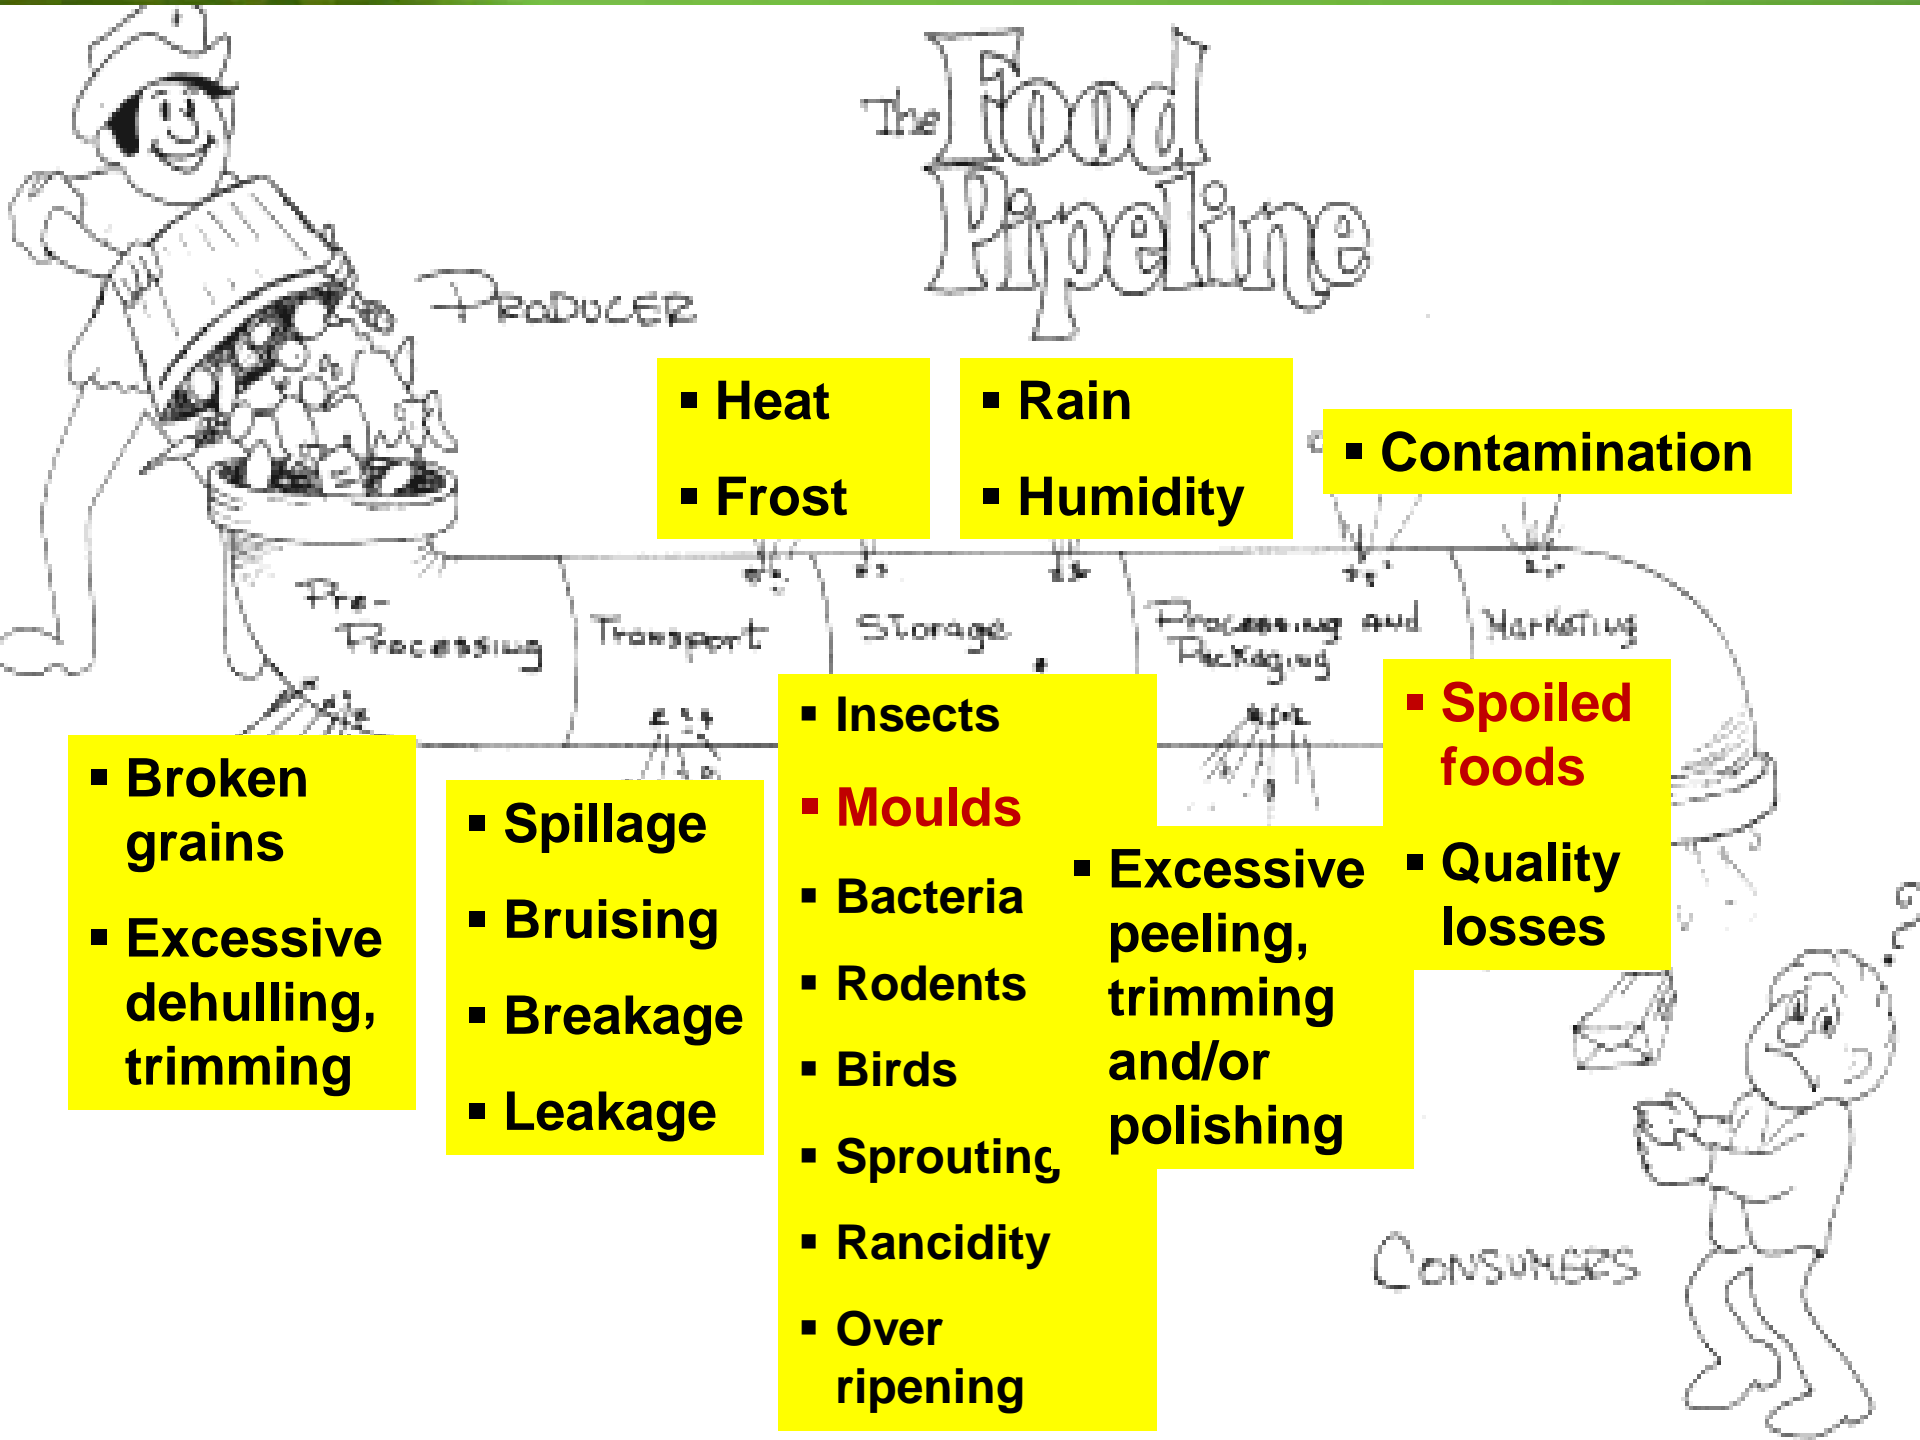 The Food
Pipeline
PRODUCER
▪ Heat
▪ Frost
▪ Rain
▪ Humidity
▪ Contamination
Pre-
Processing
Transport
Storage
Processing and
Packaging
Marketing
▪ Broken
grains
▪ Excessive
dehulling,
trimming
▪ Spillage
▪ Bruising
▪ Breakage
▪ Leakage
▪ Insects
▪ Moulds
▪ Bacteria
▪ Rodents
▪ Birds
▪ Sprouting
▪ Rancidity
▪ Over
ripening
▪ Excessive
peeling,
trimming
and/or
polishing
▪ Spoiled
foods
▪ Quality
losses
?
CONSUMERS